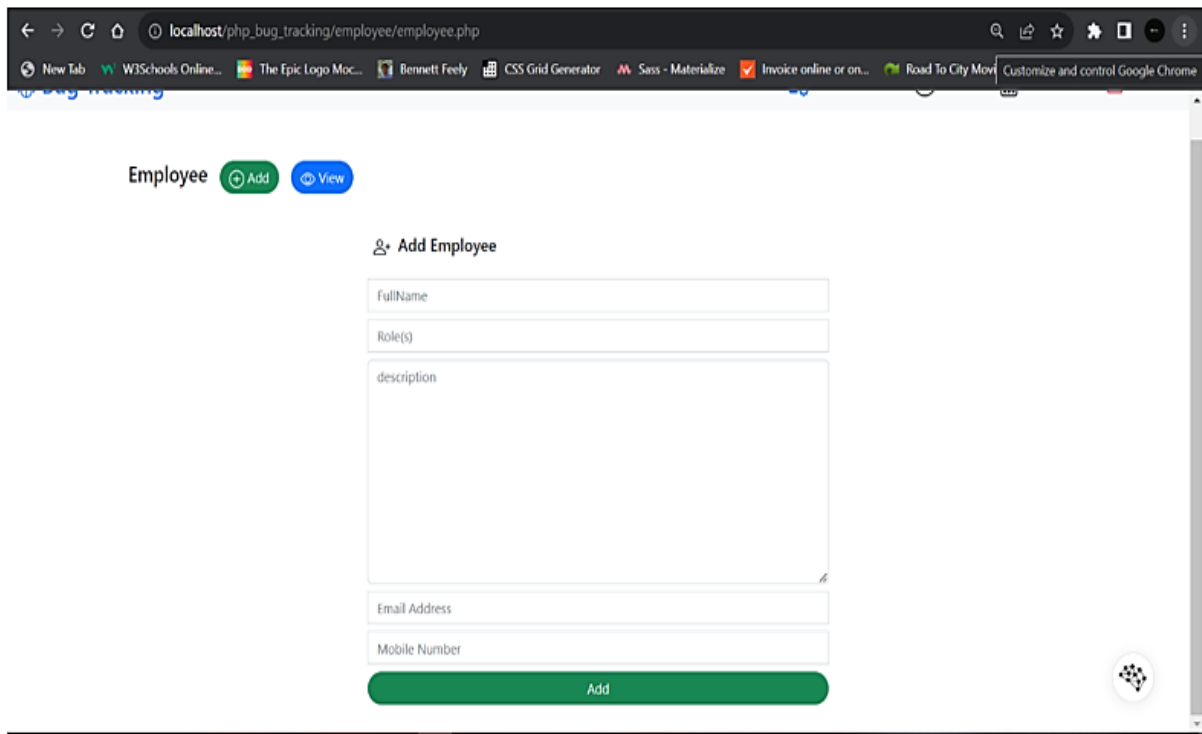 localhost/php_bug_tracking/employee/employee.php
New Tab W3Schools Online... The Epic Logo Moc... Bennett Feely CSS Grid Generator Sass - Materialize Invoice online or on... Road To City Movi Customize and control Google Chrome
Bug Tracking
Employee Add View
Add Employee
FullName
Role(s)
description
Email Address
Mobile Number
Add